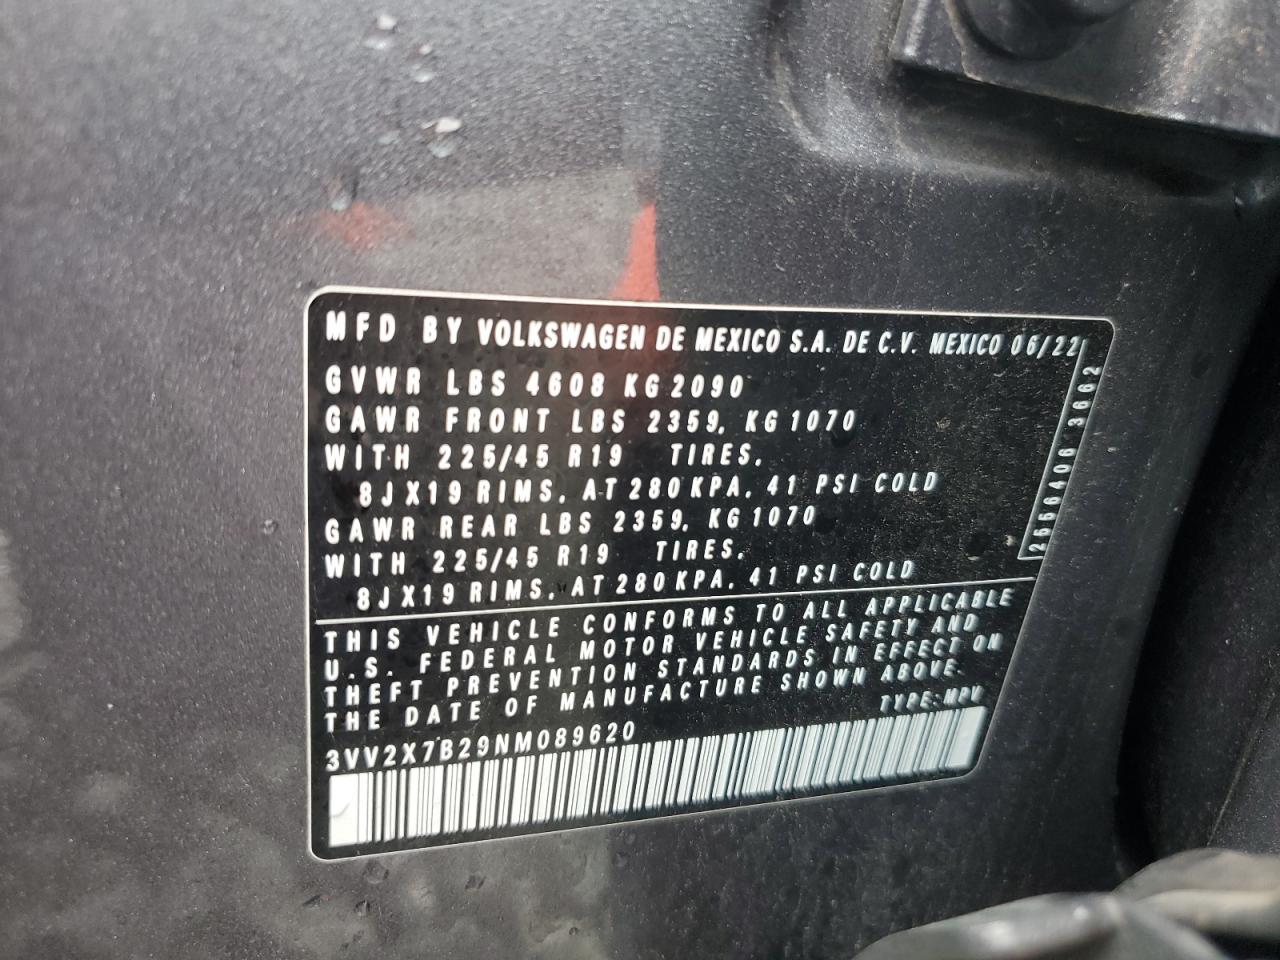 MFD BY VOLKSWAGEN DE MEXICO S.A. DE C.V. MEXICO 06/22
GVWR LBS 4608 KG 2090
GAWR FRONT LBS 2359, KG 1070
WITH 225/45 R19 TIRES,
8JX19 RIMS, AT 280 KPA, 41 PSI COLD
GAWR REAR LBS 2359, KG 1070
WITH 225/45 R19 TIRES,
8JX19 RIMS, AT 280 KPA, 41 PSI COLD
2556406 3662
THIS VEHICLE CONFORMS TO ALL APPLICABLE
U.S. FEDERAL MOTOR VEHICLE SAFETY AND
THEFT PREVENTION STANDARDS IN EFFECT ON
THE DATE OF MANUFACTURE SHOWN ABOVE.
TYPE: MPV
3VV2X7B29NM089620